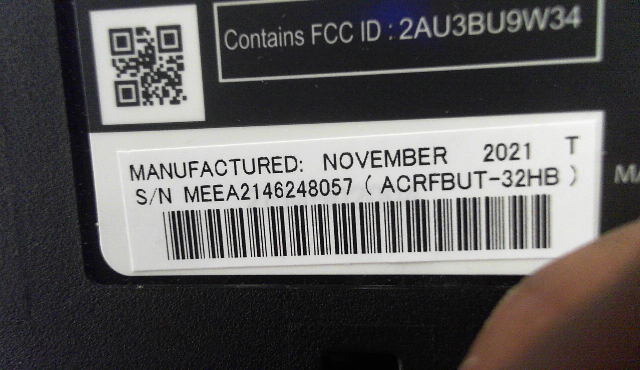 Contains FCC ID : 2AU3BU9W34
MANUFACTURED: NOVEMBER 2021 T
S/N MEEA2146248057 ( ACRFBUT-32HB )